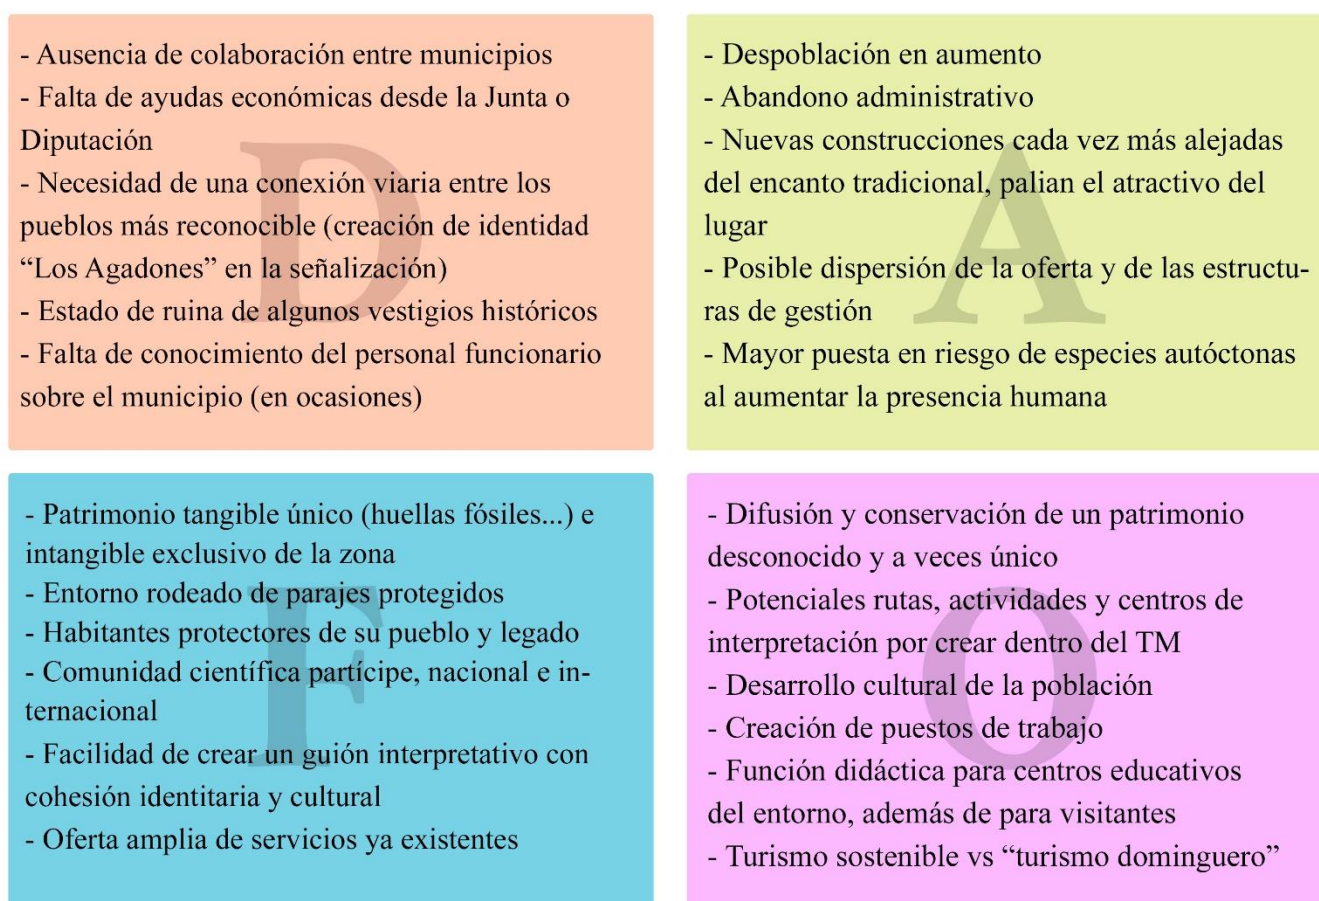 D
- Ausencia de colaboración entre municipios
- Falta de ayudas económicas desde la Junta o
Diputación
- Necesidad de una conexión viaria entre los
pueblos más reconocible (creación de identidad
“Los Agadones” en la señalización)
- Estado de ruina de algunos vestigios históricos
- Falta de conocimiento del personal funcionario
sobre el municipio (en ocasiones)
A
- Despoblación en aumento
- Abandono administrativo
- Nuevas construcciones cada vez más alejadas
del encanto tradicional, palian el atractivo del
lugar
- Posible dispersión de la oferta y de las estructu-
ras de gestión
- Mayor puesta en riesgo de especies autóctonas
al aumentar la presencia humana
F
- Patrimonio tangible único (huellas fósiles...) e
intangible exclusivo de la zona
- Entorno rodeado de parajes protegidos
- Habitantes protectores de su pueblo y legado
- Comunidad científica partícipe, nacional e in-
ternacional
- Facilidad de crear un guión interpretativo con
cohesión identitaria y cultural
- Oferta amplia de servicios ya existentes
O
- Difusión y conservación de un patrimonio
desconocido y a veces único
- Potenciales rutas, actividades y centros de
interpretación por crear dentro del TM
- Desarrollo cultural de la población
- Creación de puestos de trabajo
- Función didáctica para centros educativos
del entorno, además de para visitantes
- Turismo sostenible vs “turismo dominguero”